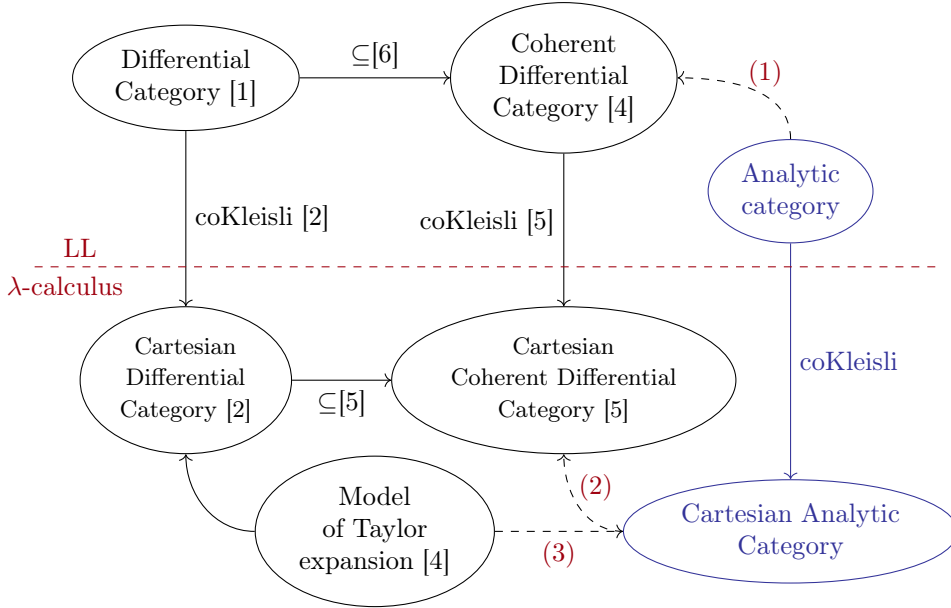 Differential
Category [1]
⊆[6]
Coherent
Differential
Category [4]
(1)
Analytic
category
coKleisli [2]
coKleisli [5]
LL
λ-calculus
Cartesian
Differential
Category [2]
⊆[5]
Cartesian
Coherent Differential
Category [5]
coKleisli
Model
of Taylor
expansion [4]
(2)
(3)
Cartesian Analytic
Category